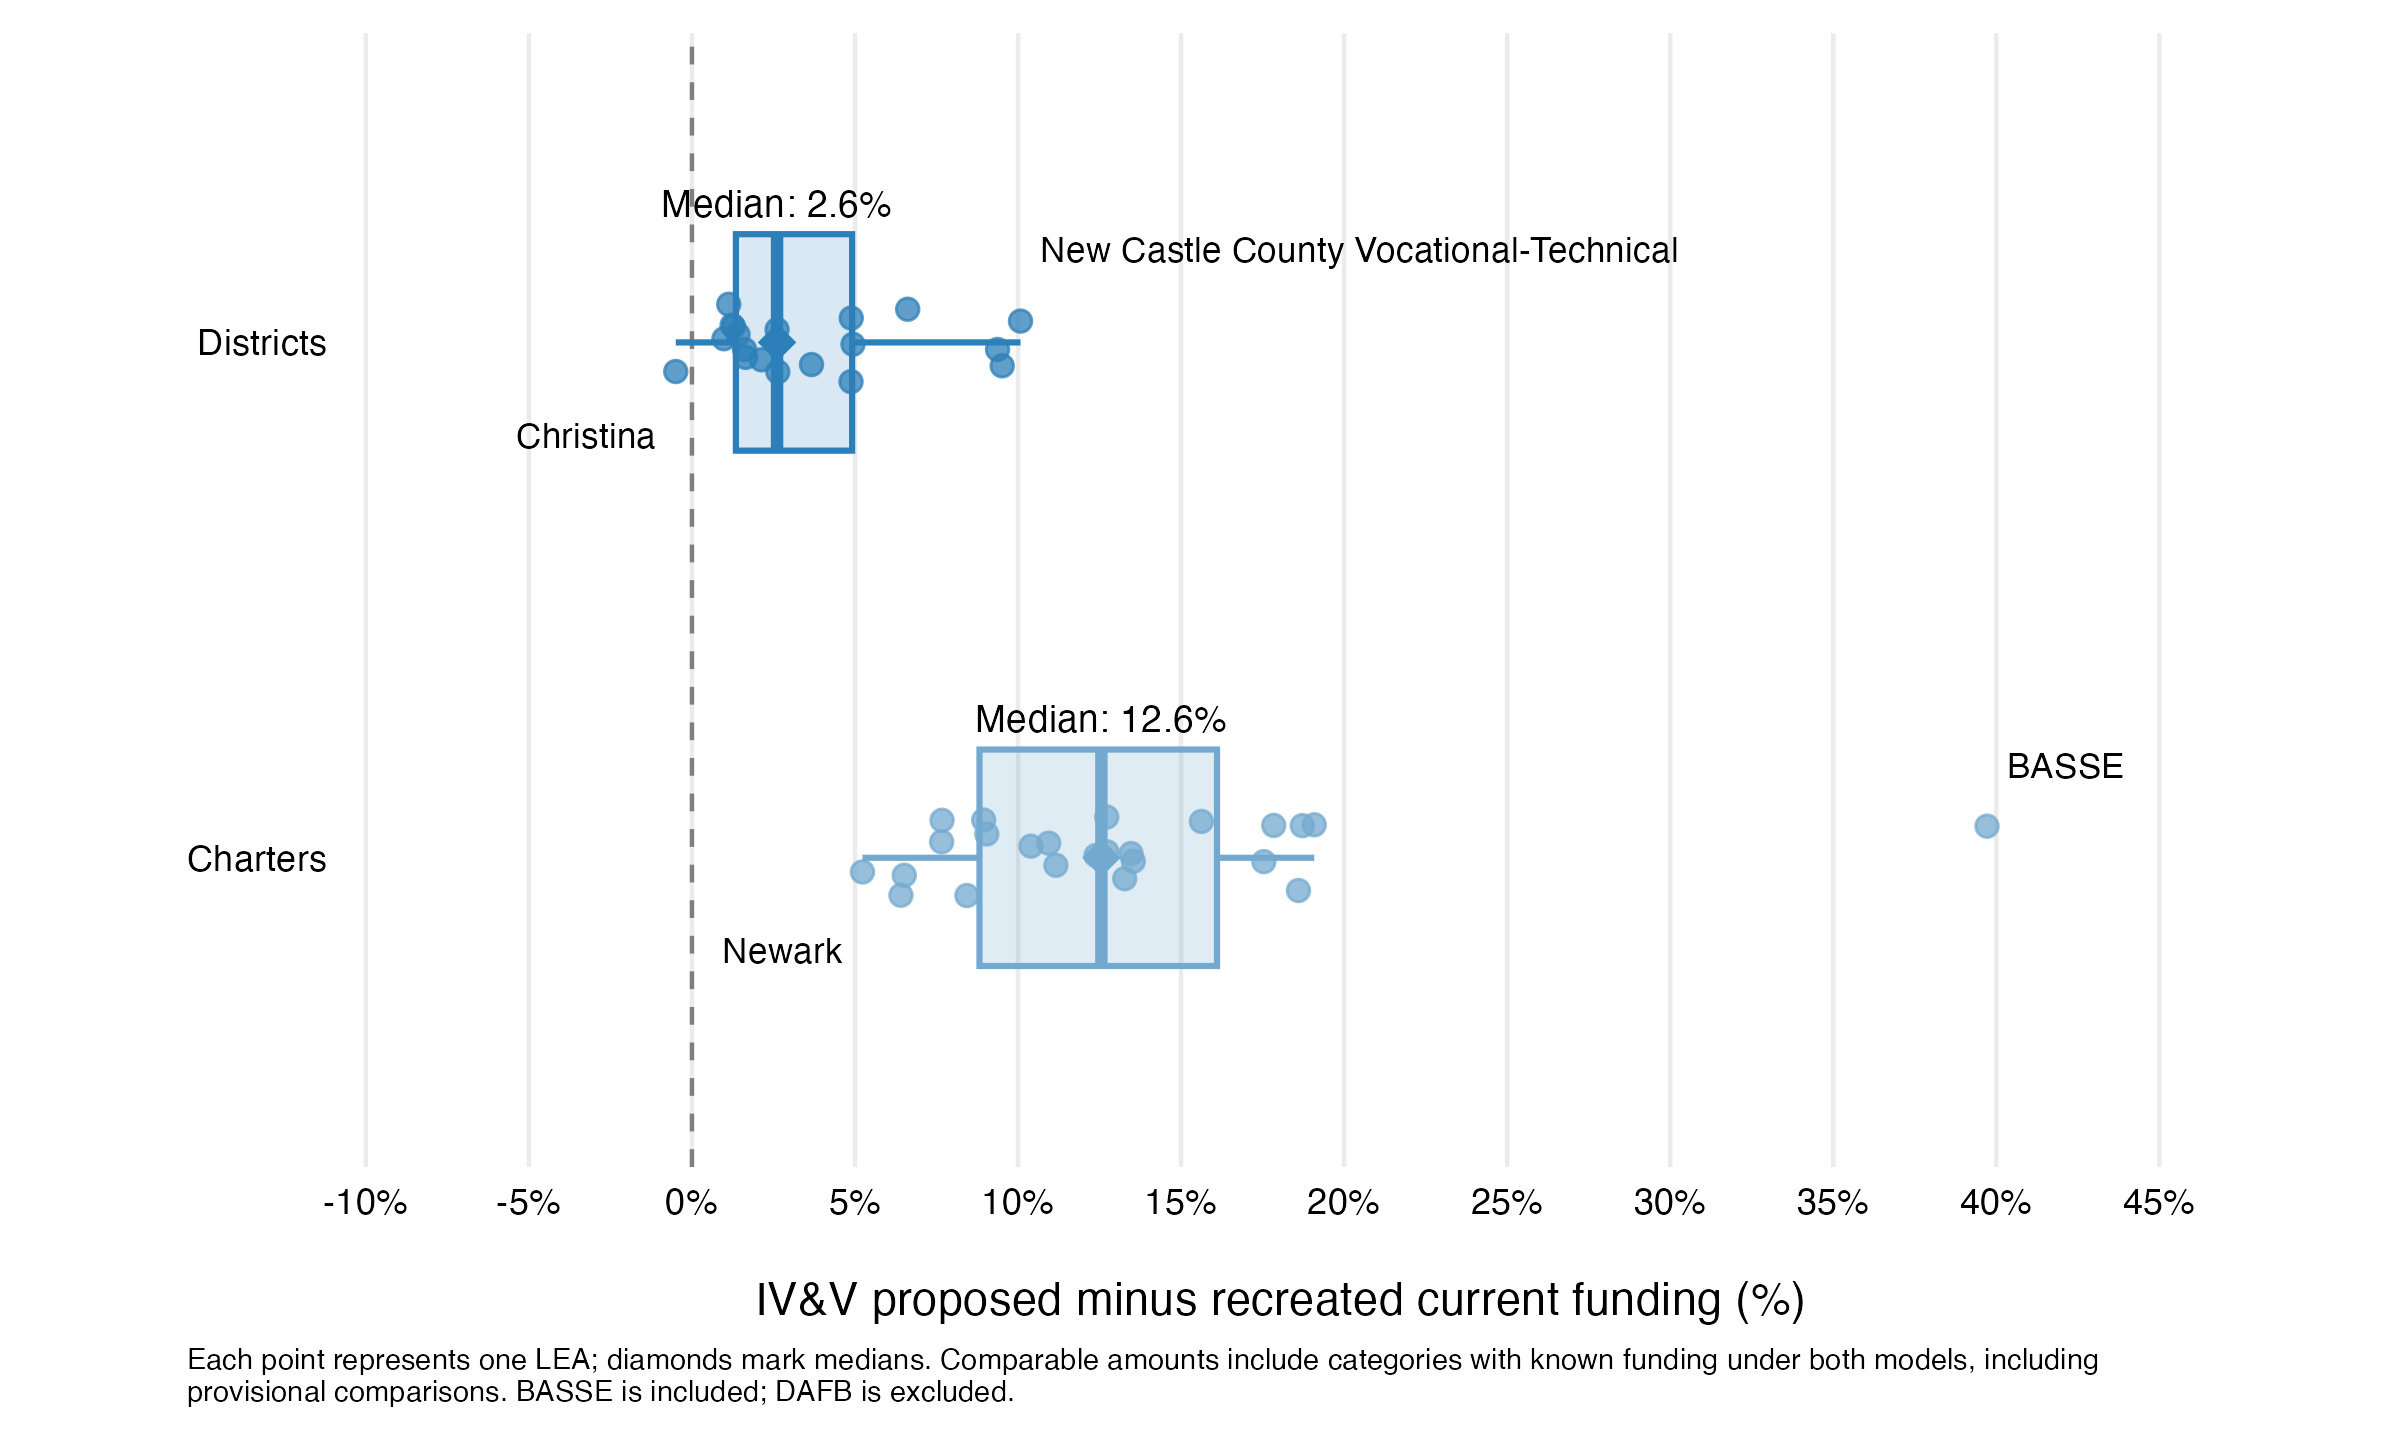 Median: 2.6%
New Castle County Vocational-Technical
Districts
Christina
Median: 12.6%
BASSE
Charters
Newark
-10% -5% 0% 5% 10% 15% 20% 25% 30% 35% 40% 45%
IV&V proposed minus recreated current funding (%)
Each point represents one LEA; diamonds mark medians. Comparable amounts include categories with known funding under both models, including
provisional comparisons. BASSE is included; DAFB is excluded.